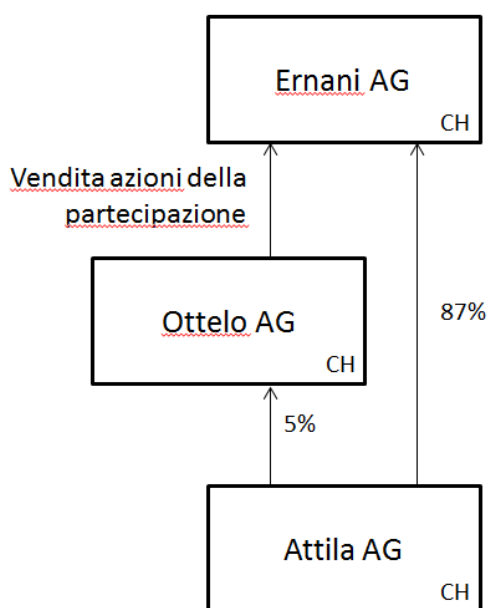 Ernani AG
CH
Vendita azioni della
partecipazione
87%
Ottelo AG
CH
5%
Attila AG
CH